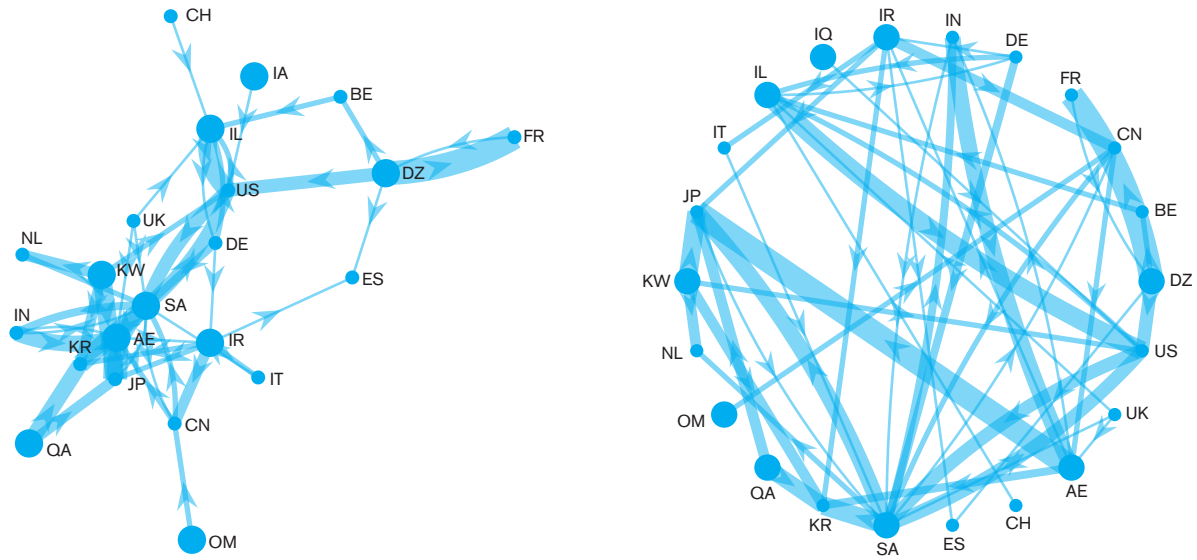 CH
IA
BE
IL
FR
DZ
US
UK
DE
NL
KW
ES
SA
IN
AE
IR
KR
JP
IT
CN
QA
OM
IR
IN
IQ
DE
IL
FR
CN
IT
JP
BE
KW
DZ
NL
US
OM
UK
QA
AE
KR
CH
SA
ES